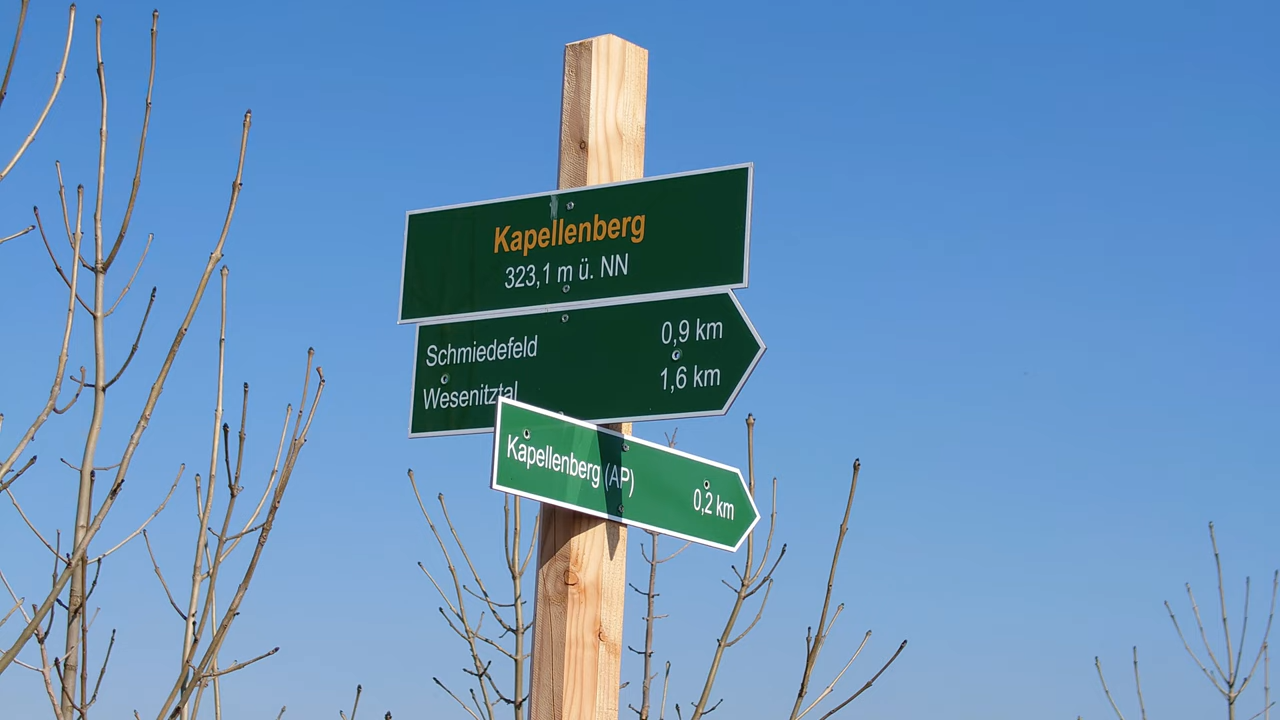 Kapellenberg
323,1 m ü. NN
Schmiedefeld 0,9 km
Wesenitztal 1,6 km
Kapellenberg (AP) 0,2 km